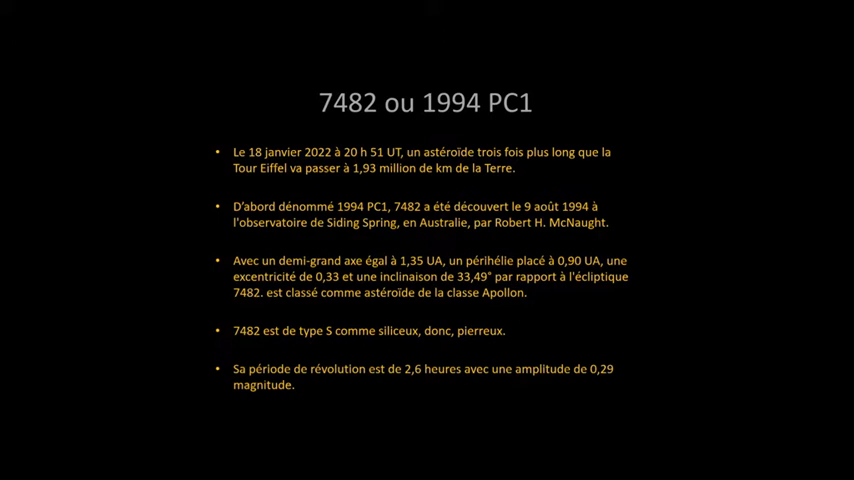 7482 ou 1994 PC1
• Le 18 janvier 2022 à 20 h 51 UT, un astéroïde trois fois plus long que la
Tour Eiffel va passer à 1,93 million de km de la Terre.
• D'abord dénommé 1994 PC1, 7482 a été découvert le 9 août 1994 à
l'observatoire de Siding Spring, en Australie, par Robert H. McNaught.
• Avec un demi-grand axe égal à 1,35 UA, un périhélie placé à 0,90 UA, une
excentricité de 0,33 et une inclinaison de 33,49° par rapport à l'écliptique
7482. est classé comme astéroïde de la classe Apollon.
• 7482 est de type S comme siliceux, donc, pierreux.
• Sa période de révolution est de 2,6 heures avec une amplitude de 0,29
magnitude.